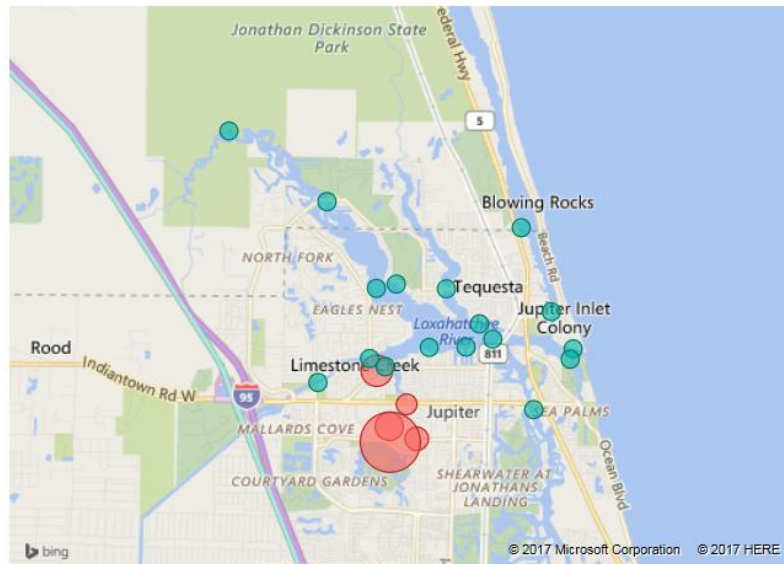 Jonathan Dickinson State
Park
ederal Hwy
5
Blowing Rocks
Beach Rd
NORTH FORK
Tequesta
EAGLES NEST
Jupiter Inlet
Colony
Loxahatchee
River
811
Rood
Limestone Creek
Indiantown Rd W
95
Jupiter
SEA PALMS
MALLARDS COVE
COURTYARD GARDENS
SHEARWATER AT
JONATHANS
LANDING
Ocean Blvd
bing
© 2017 Microsoft Corporation © 2017 HERE